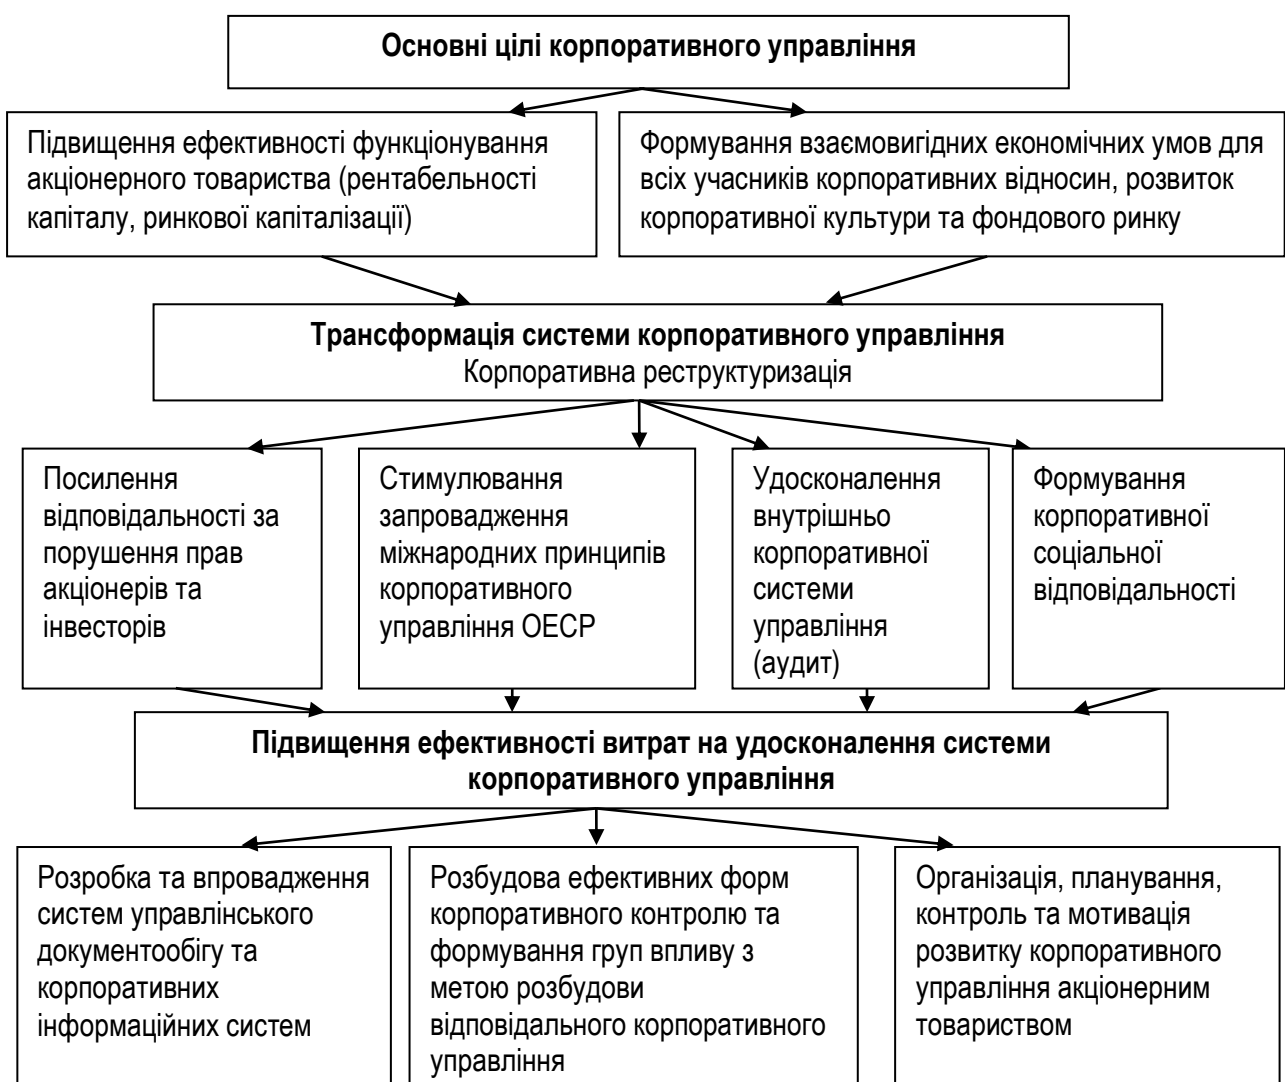 Основні цілі корпоративного управління
Підвищення ефективності функціонування
акціонерного товариства (рентабельності
капіталу, ринкової капіталізації)
Формування взаємовигідних економічних умов для
всіх учасників корпоративних відносин, розвиток
корпоративної культури та фондового ринку
Трансформація системи корпоративного управління
Корпоративна реструктуризація
Посилення
відповідальності за
порушення прав
акціонерів та
інвесторів
Стимулювання
запровадження
міжнародних принципів
корпоративного
управління ОЕСР
Удосконалення
внутрішньо
корпоративної
системи
управління
(аудит)
Формування
корпоративної
соціальної
відповідальності
Підвищення ефективності витрат на удосконалення системи
корпоративного управління
Розробка та впровадження
систем управлінського
документообігу та
корпоративних
інформаційних систем
Розбудова ефективних форм
корпоративного контролю та
формування груп впливу з
метою розбудови
відповідального корпоративного
управління
Організація, планування,
контроль та мотивація
розвитку корпоративного
управління акціонерним
товариством